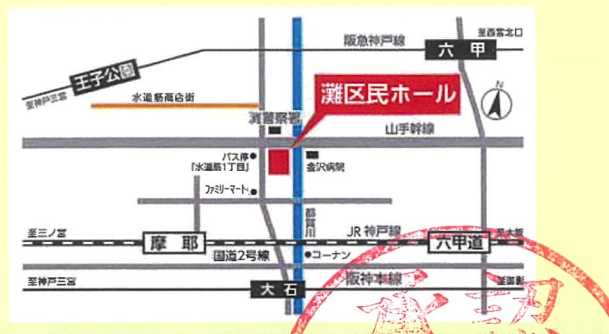 至西宮北口
阪急神戸線
六甲
王子公園
至神戸三宮
水道筋商店街
灘区民ホール
N
灘警察署
山手幹線
バス停
「水道筋1丁目」
金沢病院
ファミリーマート
都賀川
至三ノ宮
JR 神戸線
至大阪
摩耶
六甲道
国道2号線
コーナン
至神戸三宮
阪神本線
至御影
大石
承認